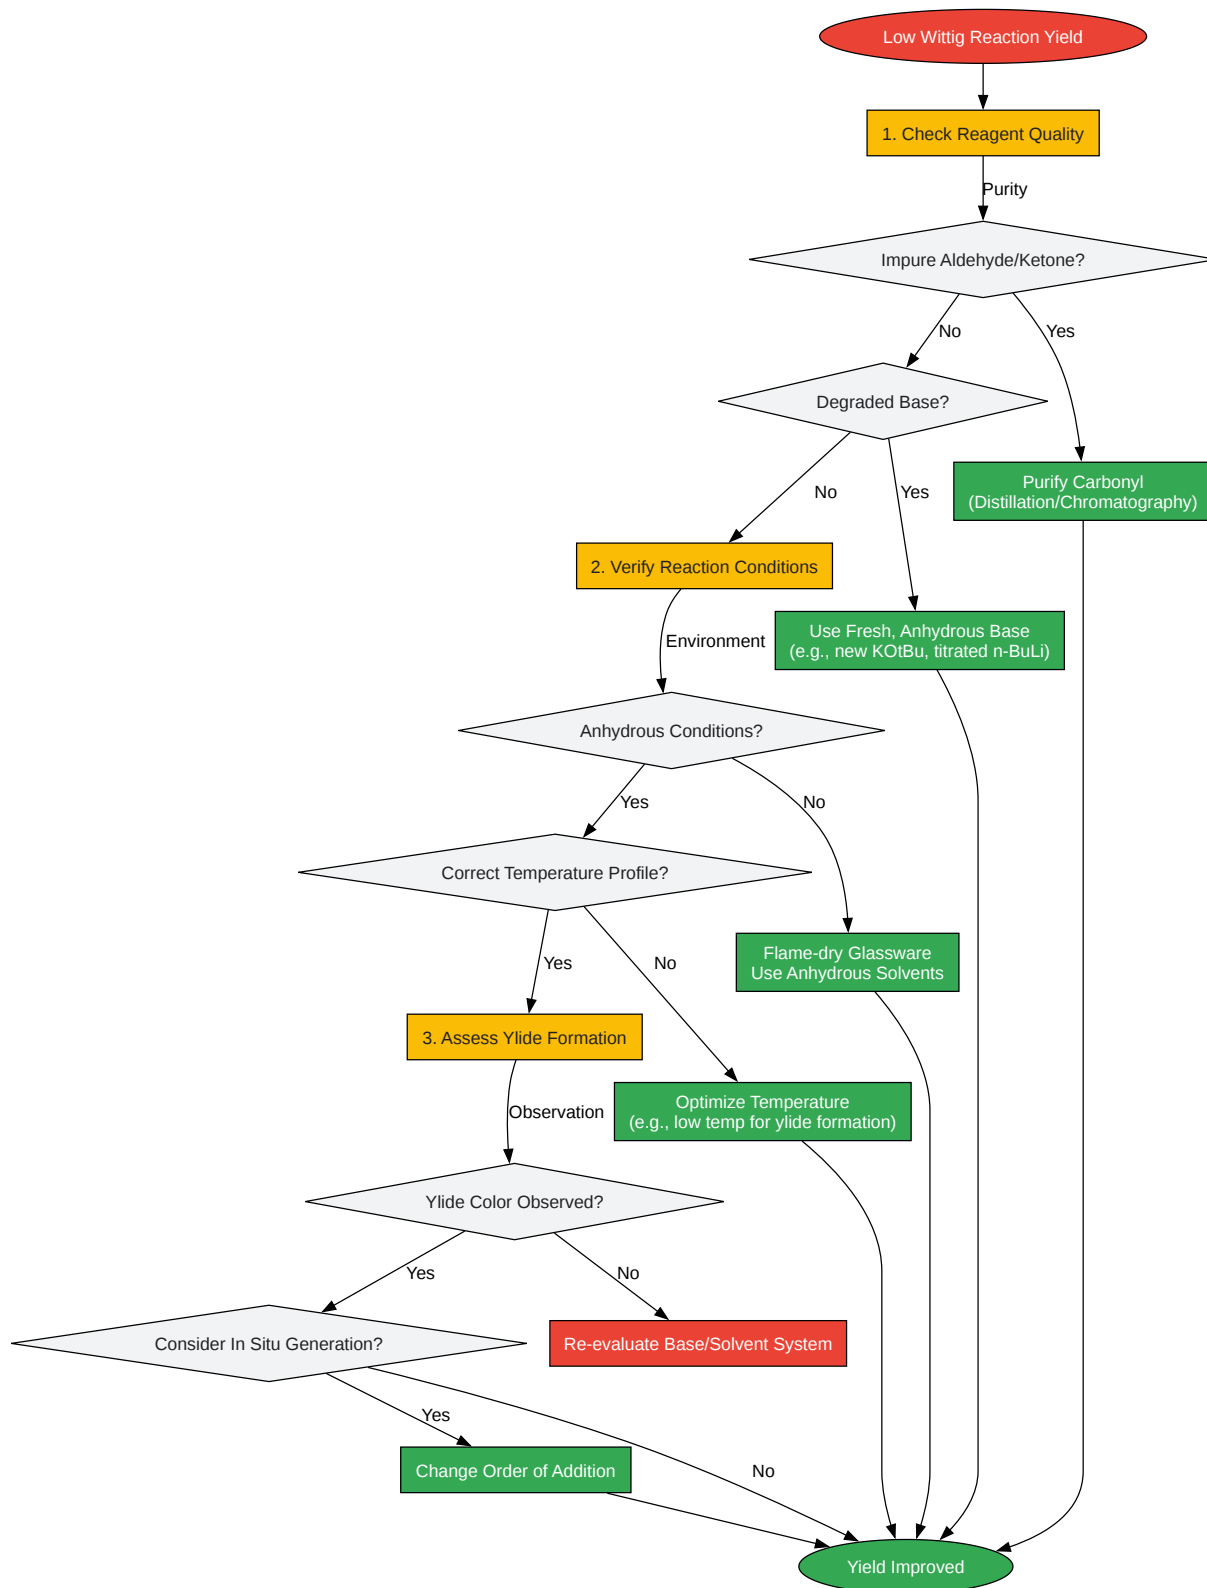 Low Wittig Reaction Yield
1. Check Reagent Quality
Purity
Impure Aldehyde/Ketone?
No
Yes
Degraded Base?
Purify Carbonyl
(Distillation/Chromatography)
No
Yes
2. Verify Reaction Conditions
Use Fresh, Anhydrous Base
(e.g., new KOtBu, titrated n-BuLi)
Environment
Anhydrous Conditions?
Yes
No
Correct Temperature Profile?
Flame-dry Glassware
Use Anhydrous Solvents
Yes
No
3. Assess Ylide Formation
Optimize Temperature
(e.g., low temp for ylide formation)
Observation
Ylide Color Observed?
Yes
No
Consider In Situ Generation?
Re-evaluate Base/Solvent System
Yes
No
Change Order of Addition
Yield Improved